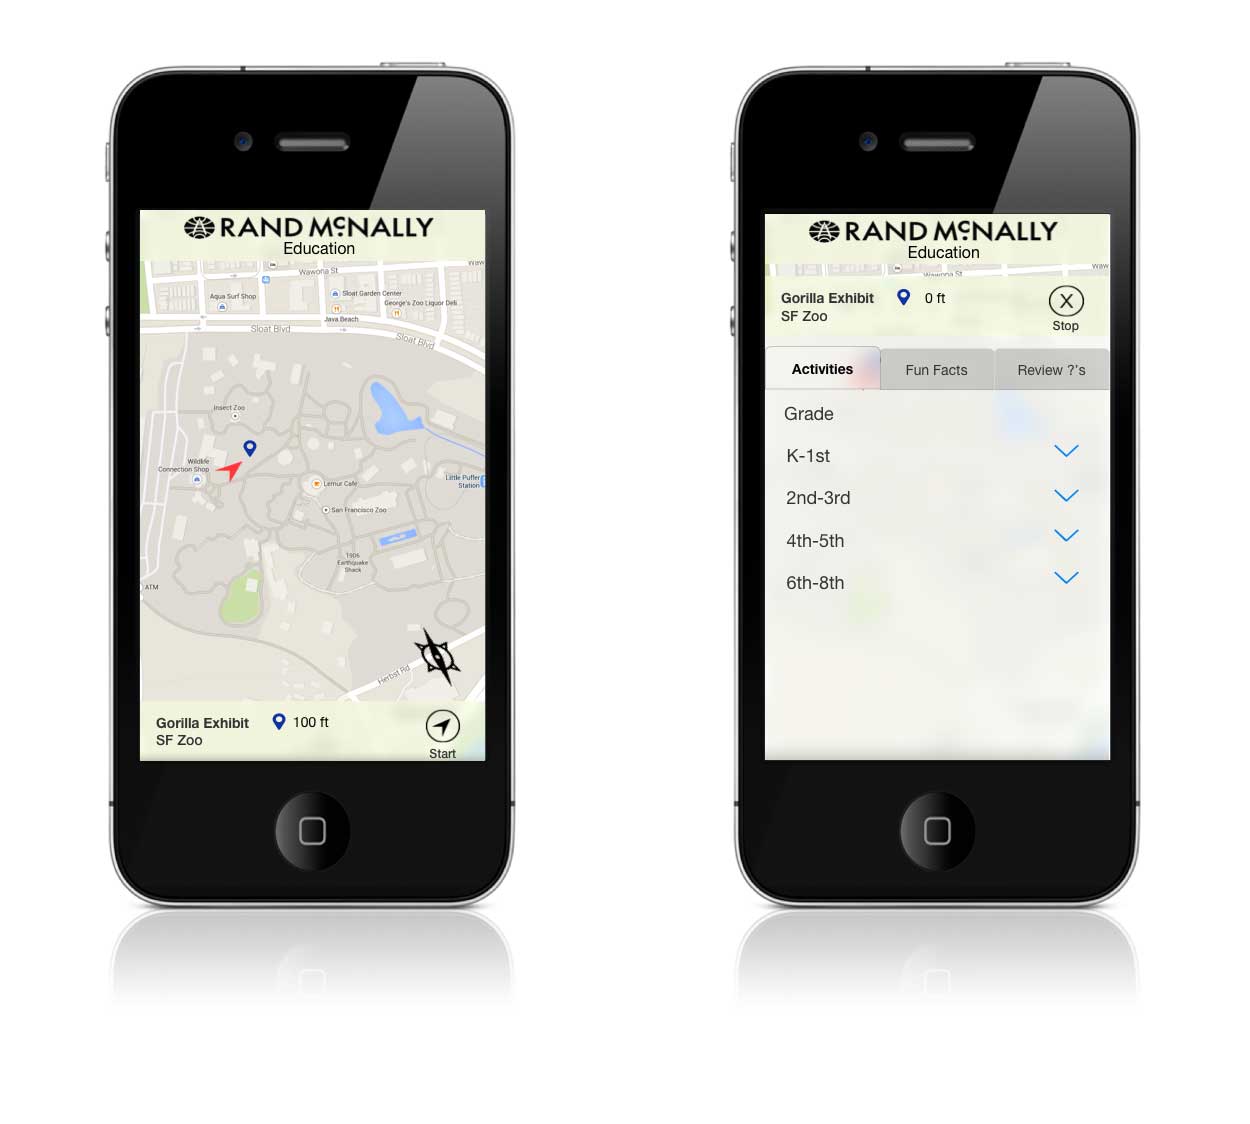 RAND McNALLY
Education
Wawona St
Aqua Surf Shop
Sloat Garden Center
George's Zoo Liquor Deli
Java Beach
Sloat Blvd
Sloat Blvd
Insect Zoo
Wildlife
Connection Shop
Little Puffer
Station
Lemur Cafe
San Francisco Zoo
1906
Earthquake
Shack
ATM
Herbst Rd
Gorilla Exhibit
100 ft
SF Zoo
Start
RAND McNALLY
Education
Wawona St
Waw
Gorilla Exhibit
0 ft
SF Zoo
X
Stop
Activities
Fun Facts
Review ?'s
Grade
K-1st
2nd-3rd
4th-5th
6th-8th